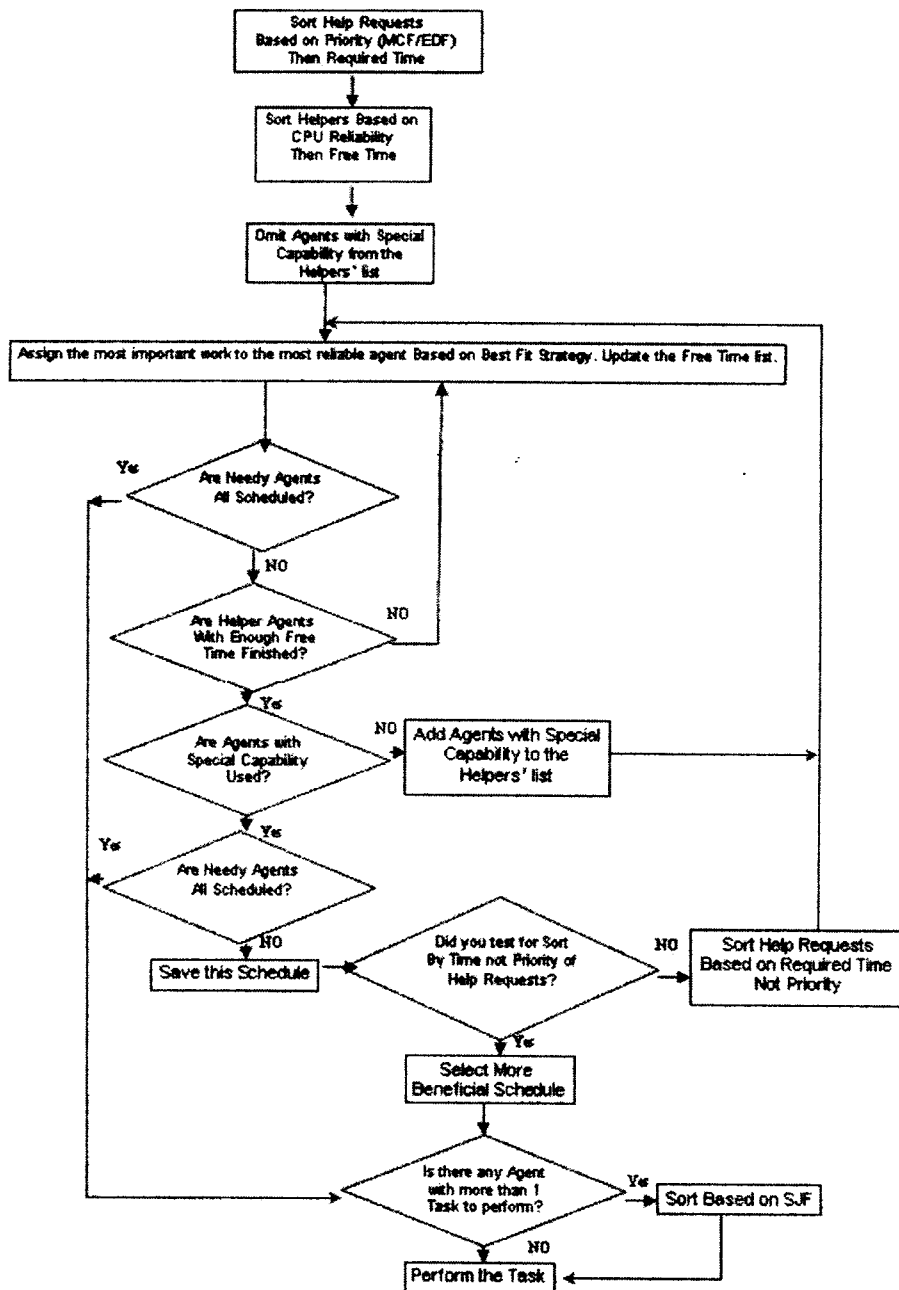 Sort Help Requests
Based on Priority (MCF/EDF)
Then Required Time
Sort Helpers Based on
CPU Reliability
Then Free Time
Omit Agents with Special
Capability from the
Helpers' list
Assign the most important work to the most reliable agent Based on Best Fit Strategy. Update the Free Time list.
Yes
Are Needy Agents
All Scheduled?
NO
Are Helper Agents
With Enough Free
Time Finished?
NO
Yes
Are Agents with
Special Capability
Used?
NO
Add Agents with Special
Capability to the
Helpers' list
Yes
Yes
Are Needy Agents
All Scheduled?
NO
Save this Schedule
Did you test for Sort
By Time not Priority of
Help Requests?
NO
Sort Help Requests
Based on Required Time
Not Priority
Yes
Select More
Beneficial Schedule
Is there any Agent
with more than 1
Task to perform?
Yes
Sort Based on SJF
NO
Perform the Task